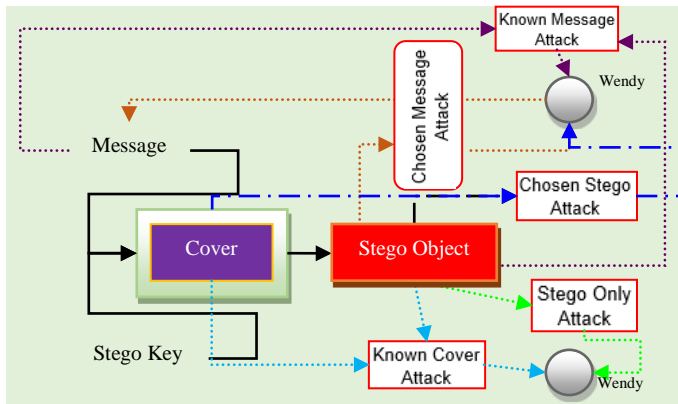 Known Message
Attack
Wendy
Chosen Message
Attack
Message
Chosen Stego
Attack
Cover
Stego Object
Stego Only
Attack
Stego Key
Known Cover
Attack
Wendy